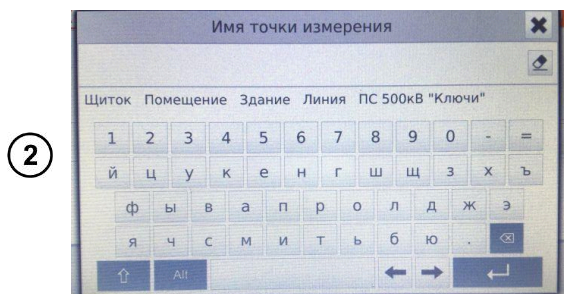 Имя точки измерения
Щиток Помещение Здание Линия ПС 500кВ "Ключи"
2
1 2 3 4 5 6 7 8 9 0 - =
й ц у к е н г ш щ з х ъ
ф ы в а п р о л д ж э
я ч с м и т ь б ю .
Alt